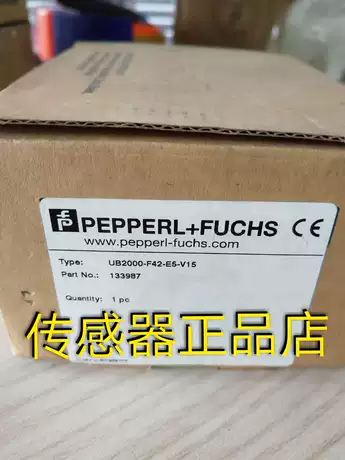 PEPPERL+FUCHS CE
www.pepperl-fuchs.com
Type: UB2000-F42-E5-V15
Part No.: 133987
Quantity: 1 pc
传感器正品店